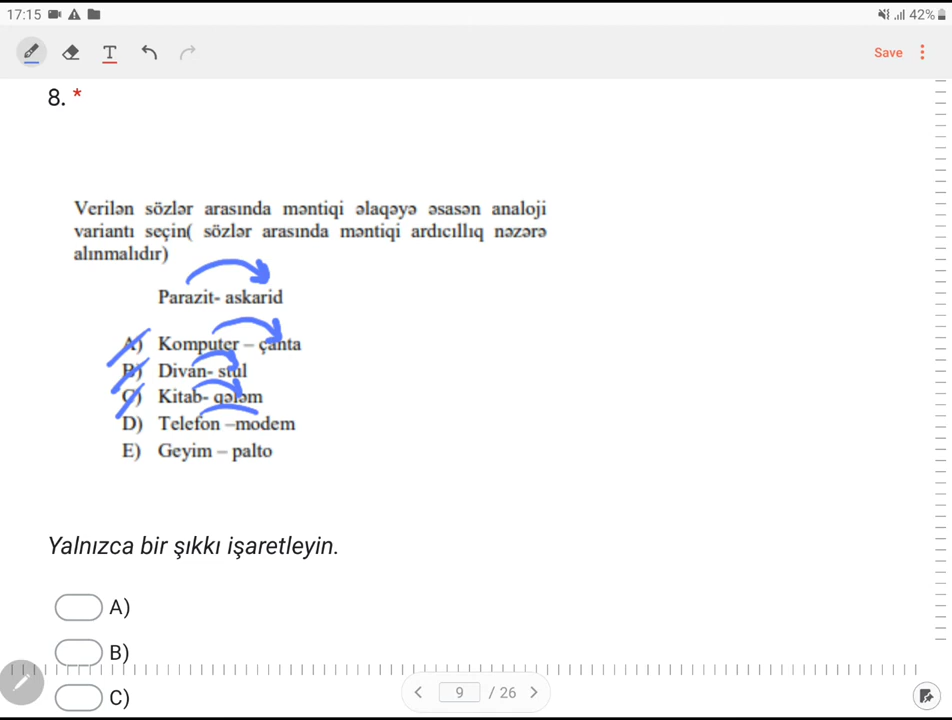 17:15
42%
T
Save
8. *
Verilən sözlər arasında məntiqi əlaqəyə əsasən analoji
variantı seçin( sözlər arasında məntiqi ardıcıllıq nəzərə
alınmalıdır)
Parazit- askarid
A) Komputer – çanta
B) Divan- stul
C) Kitab- qələm
D) Telefon –modem
E) Geyim – palto
Yalnızca bir şıkkı işaretleyin.
A)
B)
C)
9 / 26